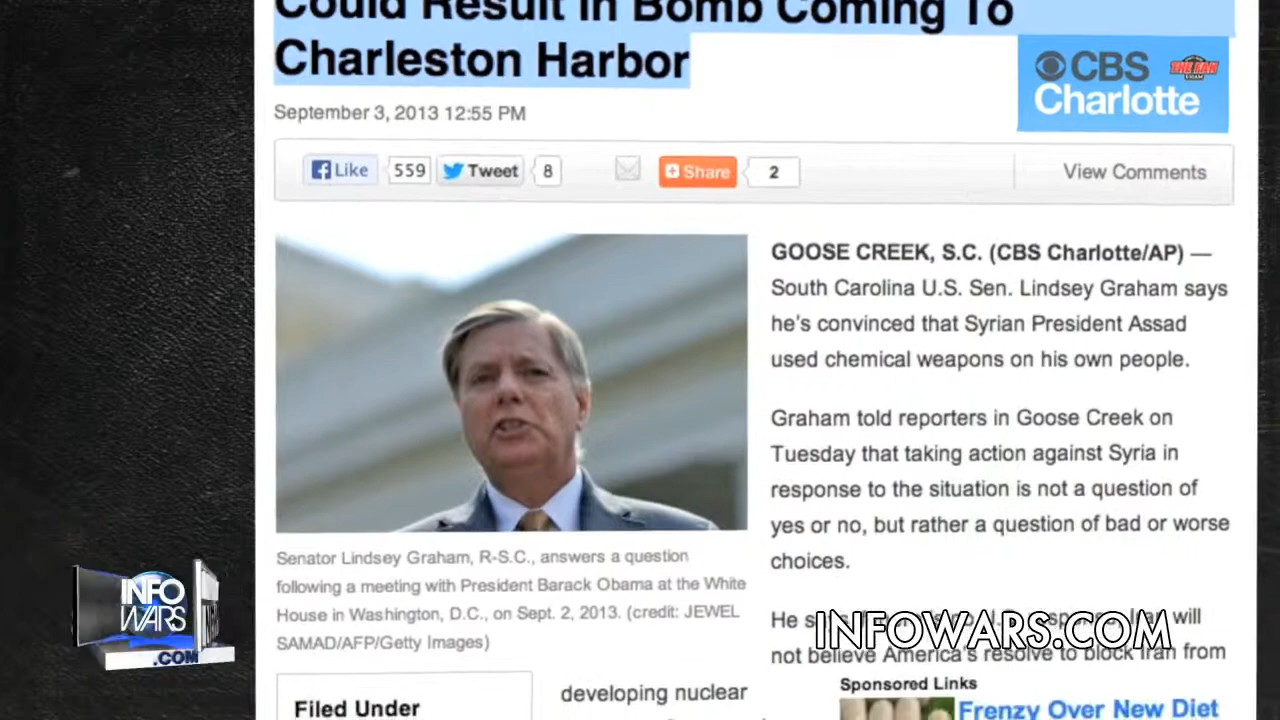 Could Result in Bomb Coming To
Charleston Harbor
CBS THE FAN
Charlotte
September 3, 2013 12:55 PM
Like 559 Tweet 8 Share 2 View Comments
GOOSE CREEK, S.C. (CBS Charlotte/AP) —
South Carolina U.S. Sen. Lindsey Graham says
he's convinced that Syrian President Assad
used chemical weapons on his own people.
Graham told reporters in Goose Creek on
Tuesday that taking action against Syria in
response to the situation is not a question of
yes or no, but rather a question of bad or worse
choices.
He will
not believe America's resolve to block Iran from
developing nuclear
Senator Lindsey Graham, R-S.C., answers a question
following a meeting with President Barack Obama at the White
House in Washington, D.C., on Sept. 2, 2013. (credit: JEWEL
SAMAD/AFP/Getty Images)
Filed Under
Sponsored Links
Frenzy Over New Diet
INFO
WARS
.COM
INFOWARS.COM